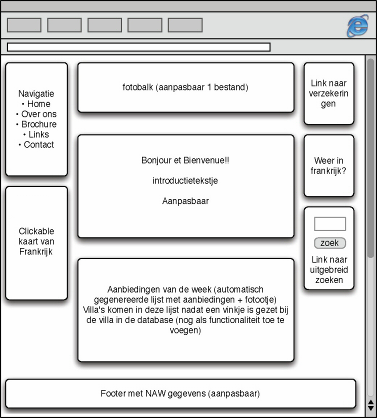 Navigatie
• Home
• Over ons
• Brochure
• Links
• Contact
Clickable
kaart van
Frankrijk
fotobalk (aanpasbaar 1 bestand)
Bonjour et Bienvenue!!
introductietekstje
Aanpasbaar
Aanbiedingen van de week (automatisch
gegenereerde lijst met aanbiedingen + fotootje)
Villa's komen in deze lijst nadat een vinkje is gezet bij
de villa in de database (nog als functionaliteit toe te
voegen)
Link naar
verzekerin
gen
Weer in
frankrijk?
zoek
Link naar
uitgebreid
zoeken
Footer met NAW gegevens (aanpasbaar)